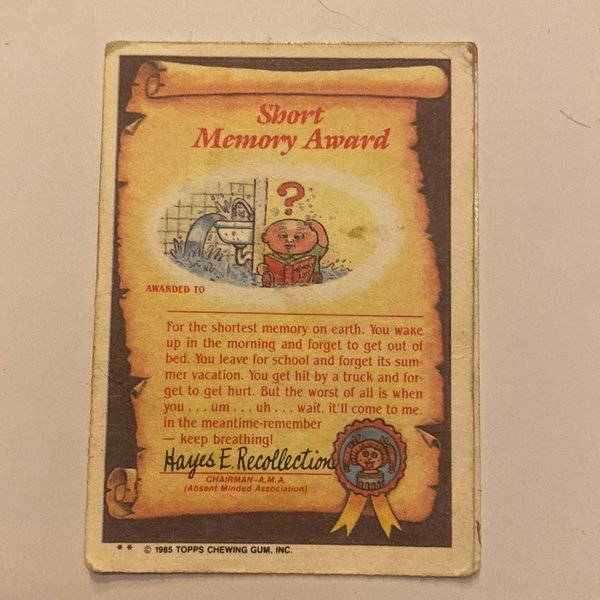 Short
Memory Award
?
AWARDED TO
For the shortest memory on earth. You wake
up in the morning and forget to get out of
bed. You leave for school and forget its sum-
mer vacation. You get hit by a truck and for-
get to get hurt. But the worst of all is when
you . . . um . . . uh . . . wait, it'll come to me,
in the meantime-remember
— keep breathing!
Hayes E. Recollection
CHAIRMAN–A.M.A.
(Absent Minded Association)
* * © 1985 TOPPS CHEWING GUM, INC.